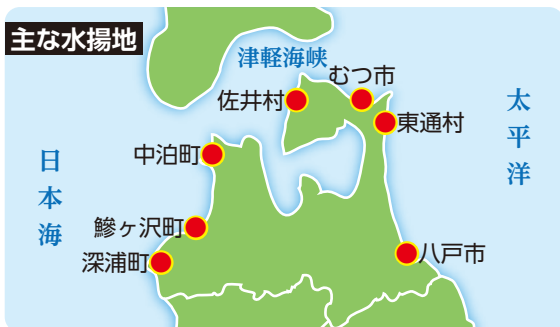 主な水揚地
津軽海峡
むつ市
佐井村
東通村
太平洋
中泊町
日本海
鰺ヶ沢町
深浦町
八戸市